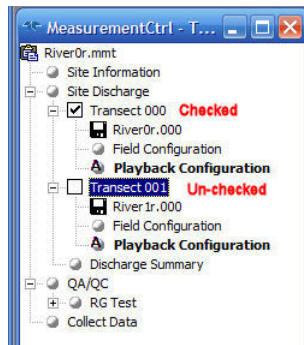 MeasurementCtrl - T...
River0r.mmt
Site Information
Site Discharge
Transect 000 Checked
River0r.000
Field Configuration
Playback Configuration
Transect 001 Un-checked
River1r.000
Field Configuration
Playback Configuration
Discharge Summary
QA/QC
RG Test
Collect Data